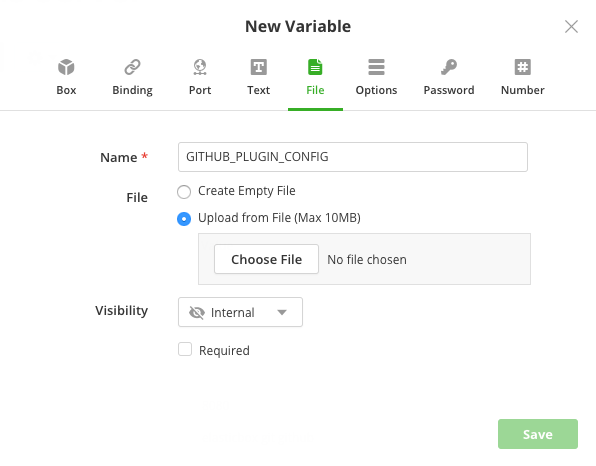 New Variable
Box Binding Port Text File Options Password Number
Name *
GITHUB_PLUGIN_CONFIG
File
Create Empty File
Upload from File (Max 10MB)
Choose File No file chosen
Visibility
Internal
Required
Save